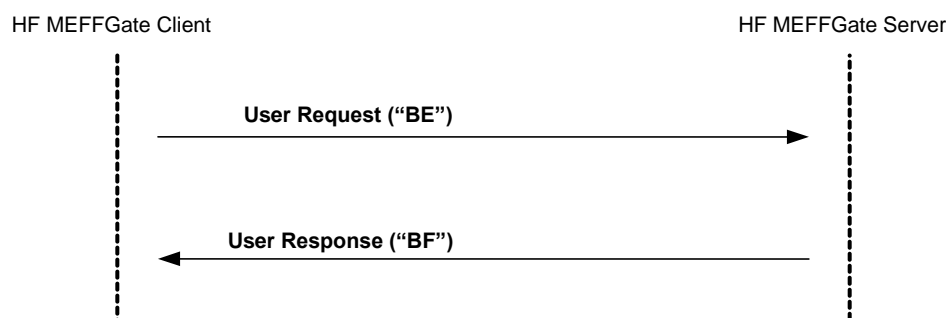 HF MEFFGate Client
HF MEFFGate Server
User Request (“BE”)
User Response (“BF”)